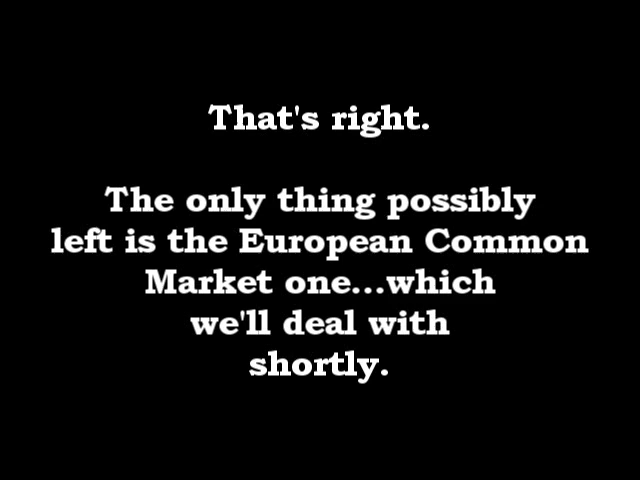 That's right.
The only thing possibly
left is the European Common
Market one...which
we'll deal with
shortly.